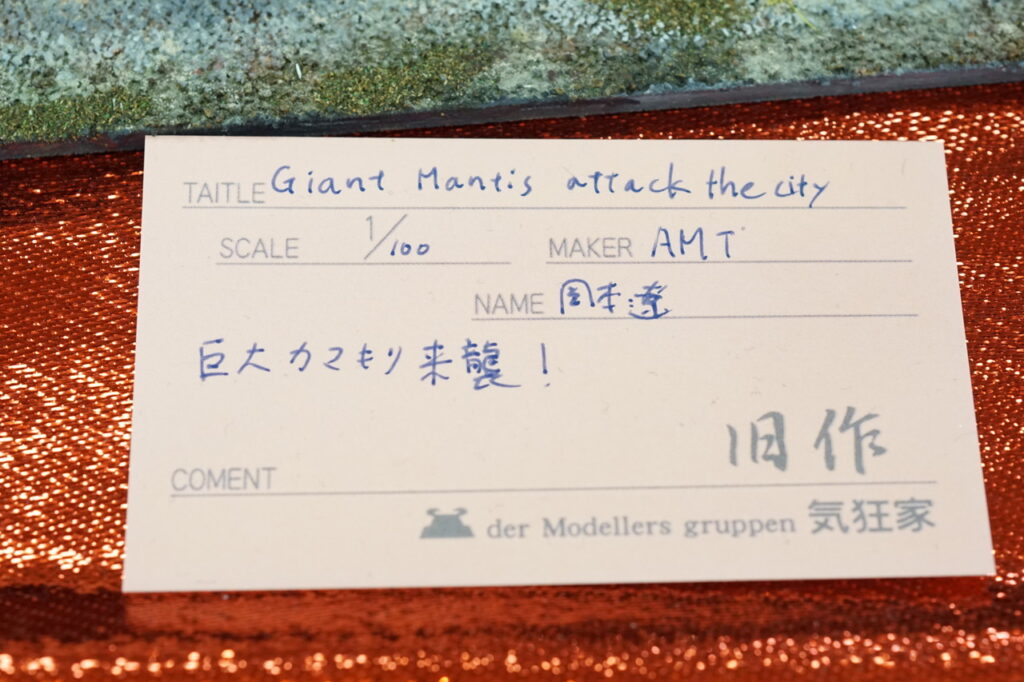 TAITLE Giant Mantis attack the city
SCALE 1/100 MAKER AMT
NAME 岡本遼
巨大カマキリ来襲！
旧作
COMENT
der Modellers gruppen 気狂家